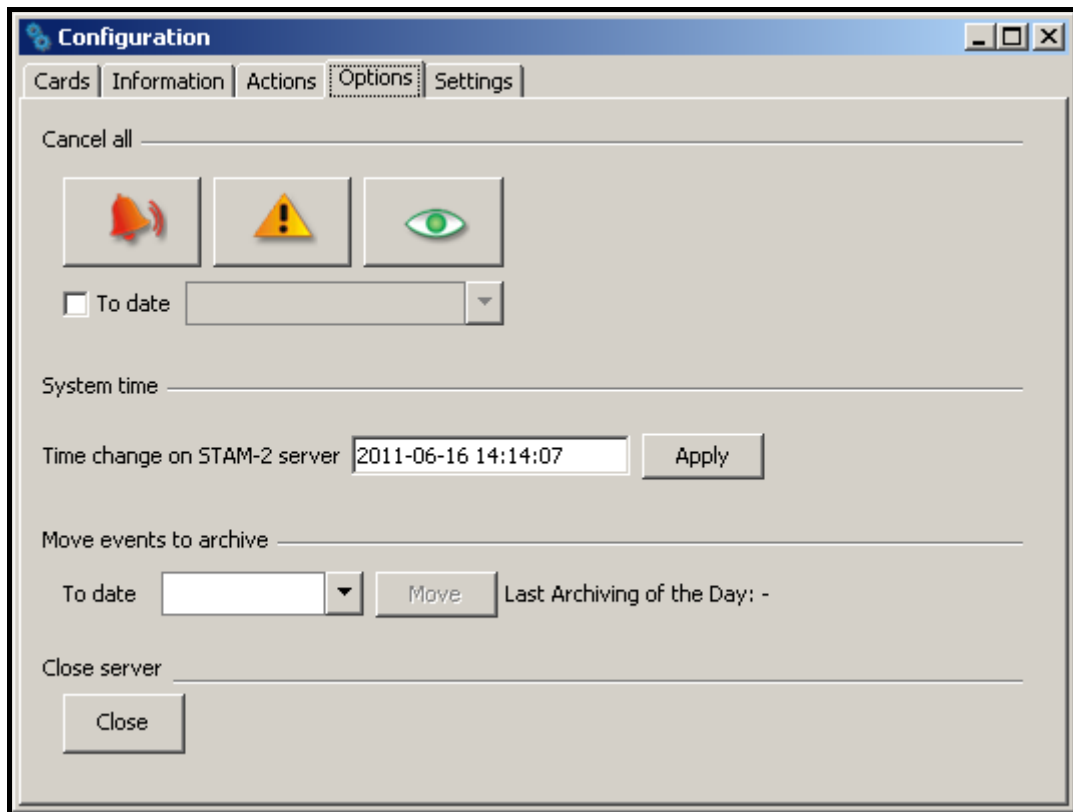 Configuration
Cards Information Actions Options Settings
Cancel all
To date
System time
Time change on STAM-2 server 2011-06-16 14:14:07 Apply
Move events to archive
To date Move Last Archiving of the Day: -
Close server
Close